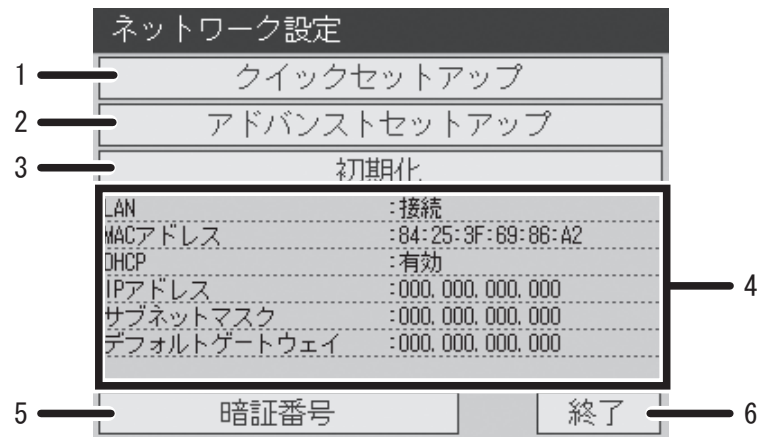 ネットワーク設定
1 クイックセットアップ
2 アドバンストセットアップ
3 初期化
LAN :接続
MACアドレス :84:25:3F:69:86:A2
DHCP :有効
IPアドレス :000.000.000.000
サブネットマスク :000.000.000.000
デフォルトゲートウェイ :000.000.000.000
4
5 暗証番号 終了 6